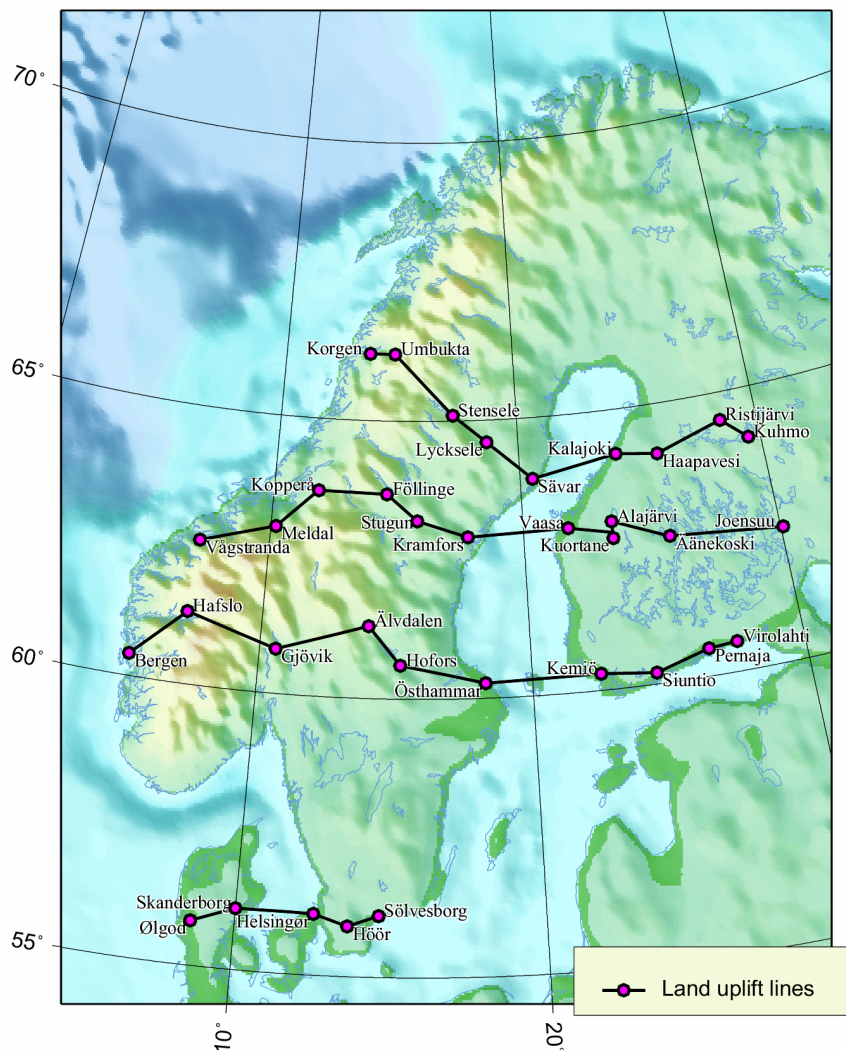 70°
65°
Korgen
Umbukta
Stensele
Lycksele
Sävar
Kalajoki
Haapavesi
Ristijärvi
Kuhmo
Kopperå
Föllinge
Vågstranda
Meldal
Stugun
Kramfors
Vaasa
Kuortane
Alajärvi
Äänekoski
Joensuu
60°
Bergen
Hafslo
Gjövik
Älvdalen
Hofors
Östhammar
Kemiö
Siuntio
Pernaja
Virolahti
Skanderborg
Ølgod
Helsingør
Höör
Sölvesborg
55°
Land uplift lines
10°
20°